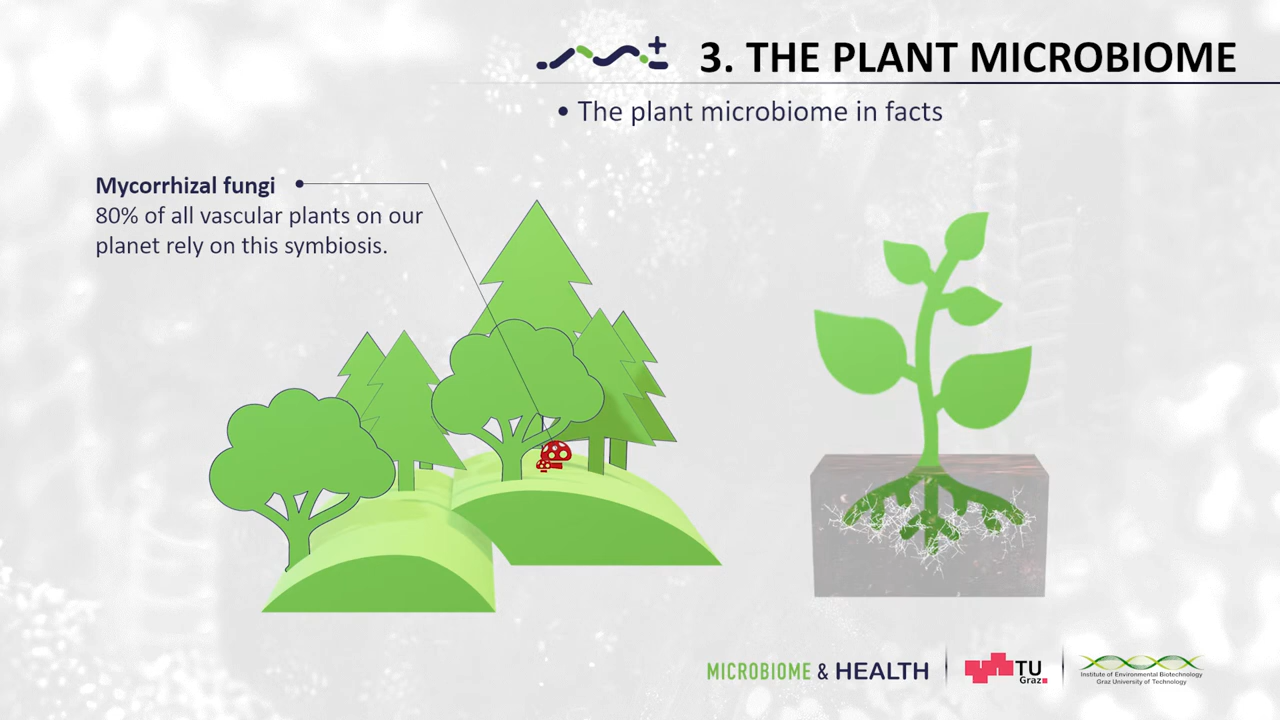 3. THE PLANT MICROBIOME
• The plant microbiome in facts
Mycorrhizal fungi
80% of all vascular plants on our
planet rely on this symbiosis.
MICROBIOME & HEALTH
TU
Graz
Institute of Environmental Biotechnology
Graz University of Technology